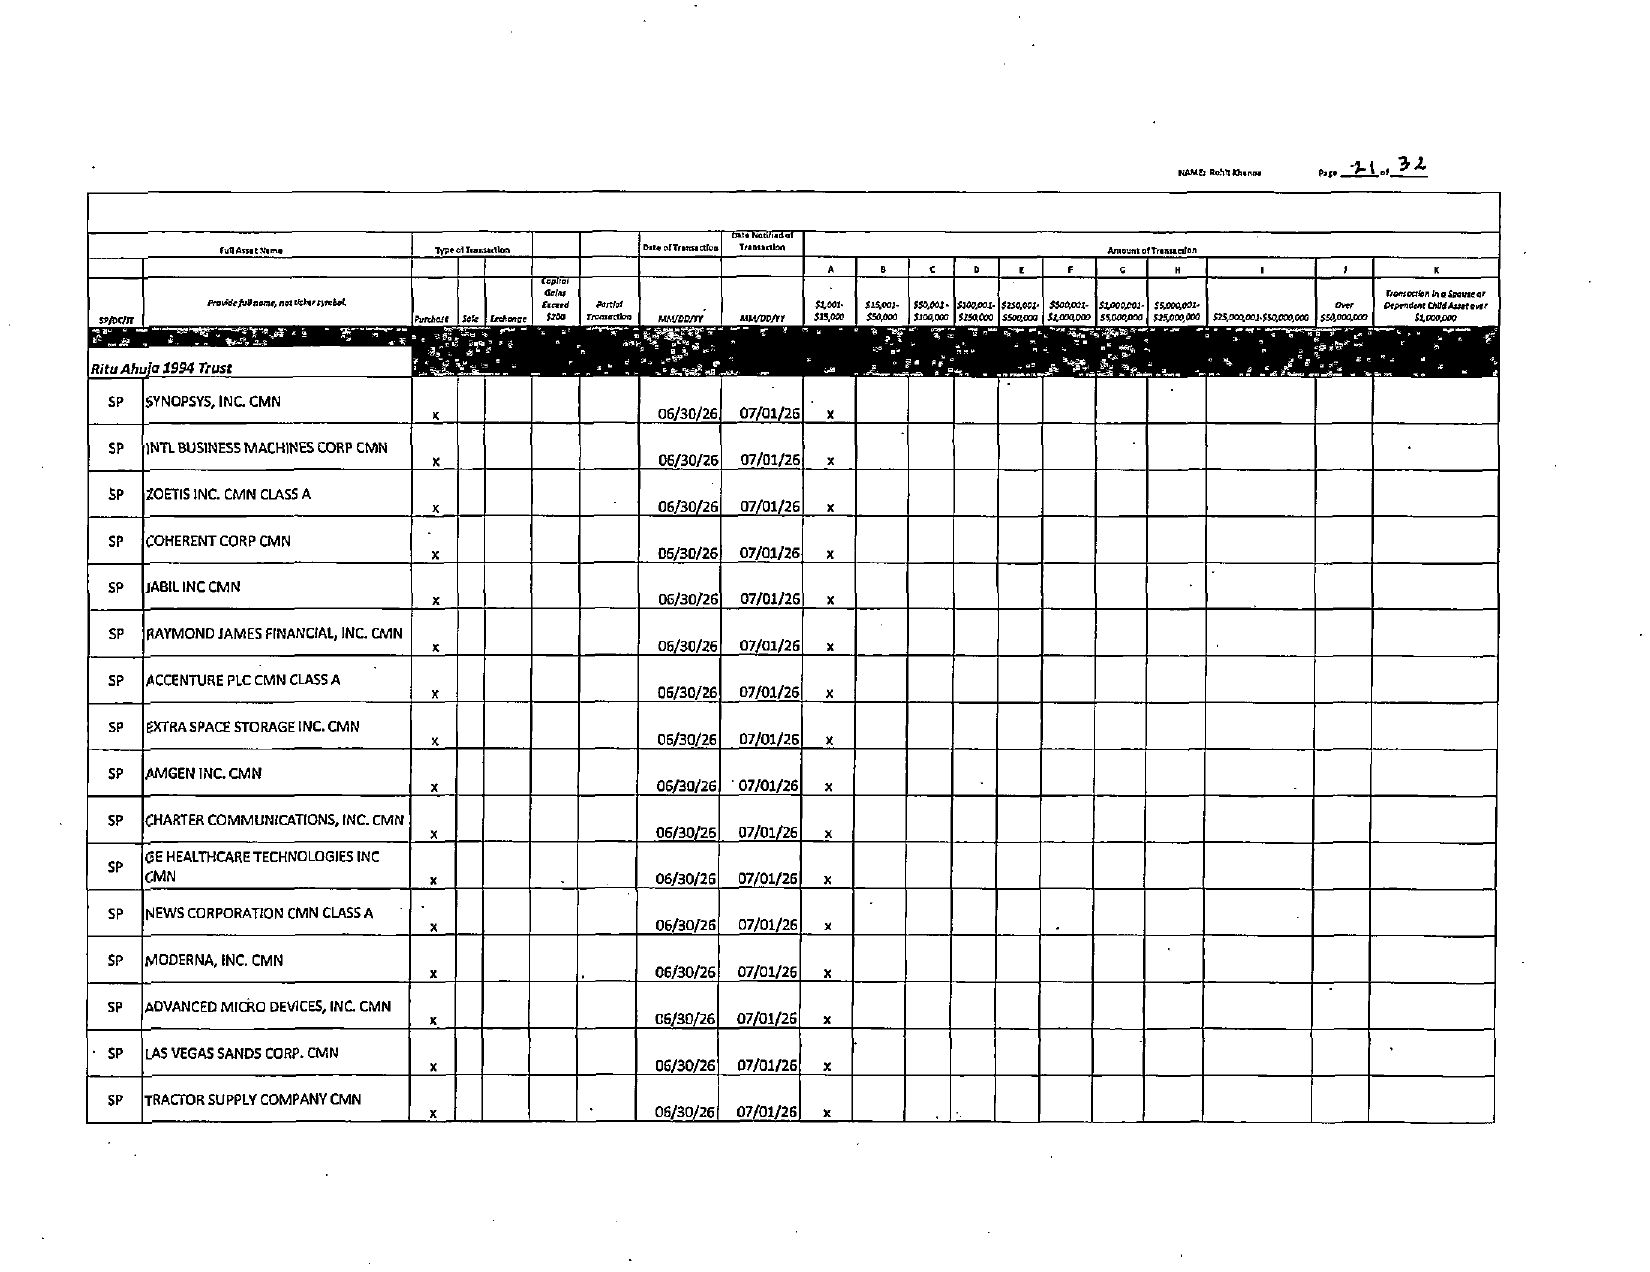 NAME: Rohit Khanna Page 21 of 32
Full Asset Name Type of Transaction Date of Transaction Date Notified of Transaction Amount of Transaction
A B C D E F G H I J K
SP/DC/JT Provide full name, not ticker symbol. Purchase Sale Exchange Capital Gains Exceed $200 Partial Transaction MM/DD/YY MM/DD/YY $1,001-$15,000 $15,001-$50,000 $50,001-$100,000 $100,001-$250,000 $250,001-$500,000 $500,001-$1,000,000 $1,000,001-$5,000,000 $5,000,001-$25,000,000 $25,000,001-$50,000,000 Over $50,000,000 Transaction in a Spouse or Dependent Child Asset over $1,000,000
Ritu Ahuja 1994 Trust
SP SYNOPSYS, INC. CMN x 06/30/26 07/01/26 x
SP INTL BUSINESS MACHINES CORP CMN x 06/30/26 07/01/26 x
SP ZOETIS INC. CMN CLASS A x 06/30/26 07/01/26 x
SP COHERENT CORP CMN x 06/30/26 07/01/26 x
SP JABIL INC CMN x 06/30/26 07/01/26 x
SP RAYMOND JAMES FINANCIAL, INC. CMN x 06/30/26 07/01/26 x
SP ACCENTURE PLC CMN CLASS A x 06/30/26 07/01/26 x
SP EXTRA SPACE STORAGE INC. CMN x 06/30/26 07/01/26 x
SP AMGEN INC. CMN x 06/30/26 07/01/26 x
SP CHARTER COMMUNICATIONS, INC. CMN x 06/30/26 07/01/26 x
SP GE HEALTHCARE TECHNOLOGIES INC
CMN x 06/30/26 07/01/26 x
SP NEWS CORPORATION CMN CLASS A x 06/30/26 07/01/26 x
SP MODERNA, INC. CMN x 06/30/26 07/01/26 x
SP ADVANCED MICRO DEVICES, INC. CMN x 06/30/26 07/01/26 x
SP LAS VEGAS SANDS CORP. CMN x 06/30/26 07/01/26 x
SP TRACTOR SUPPLY COMPANY CMN x 06/30/26 07/01/26 x